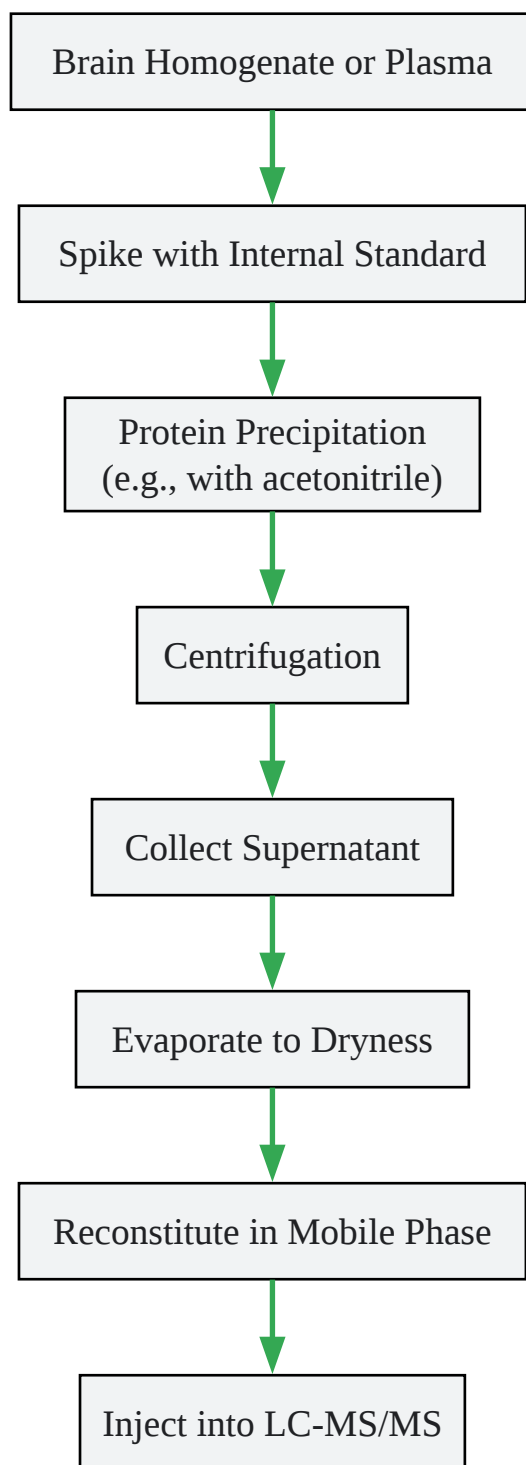 Brain Homogenate or Plasma
Spike with Internal Standard
Protein Precipitation
(e.g., with acetonitrile)
Centrifugation
Collect Supernatant
Evaporate to Dryness
Reconstitute in Mobile Phase
Inject into LC-MS/MS